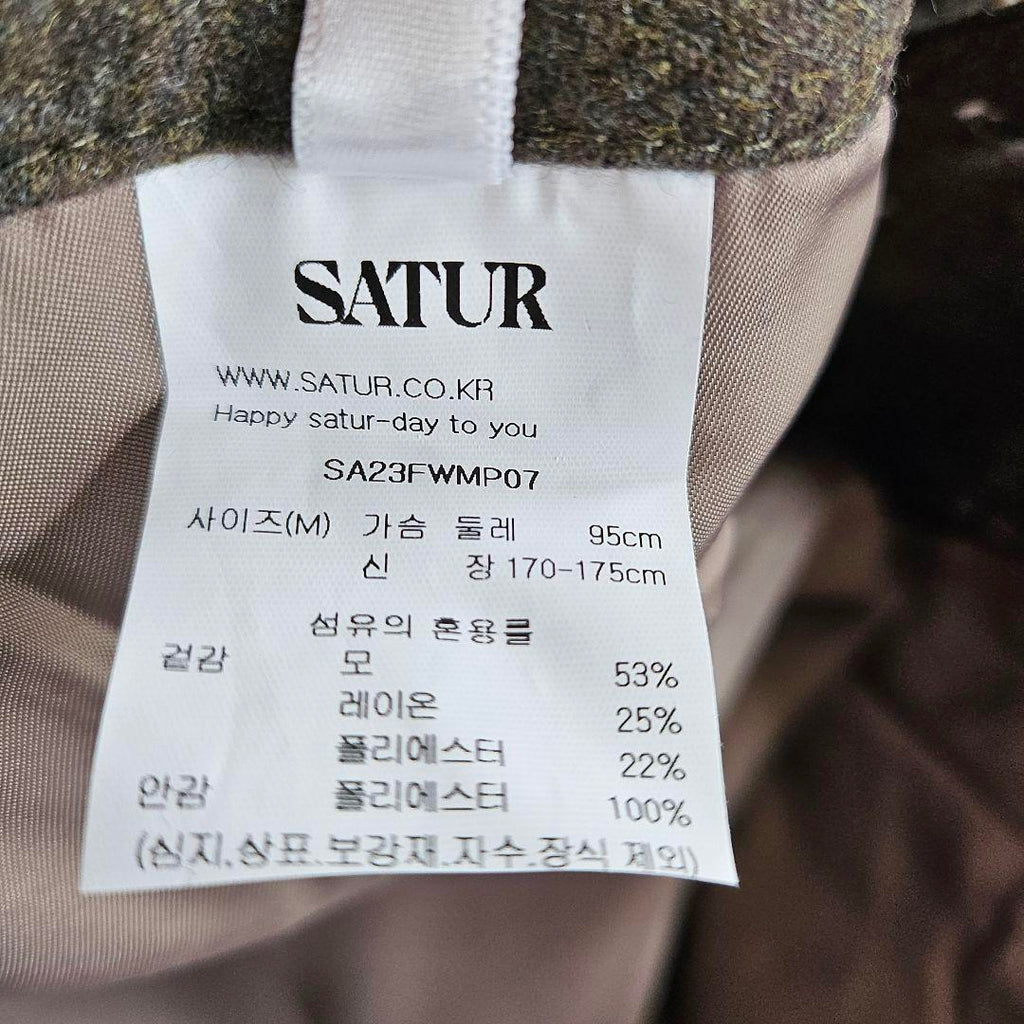 SATUR
WWW.SATUR.CO.KR
Happy satur-day to you
SA23FWMP07
사이즈(M) 가슴 둘레 95cm
신 장 170-175cm
섬유의 혼용률
겉감 모 53%
레이온 25%
폴리에스터 22%
안감 폴리에스터 100%
(심지.상표.보강재.자수.장식 제외)